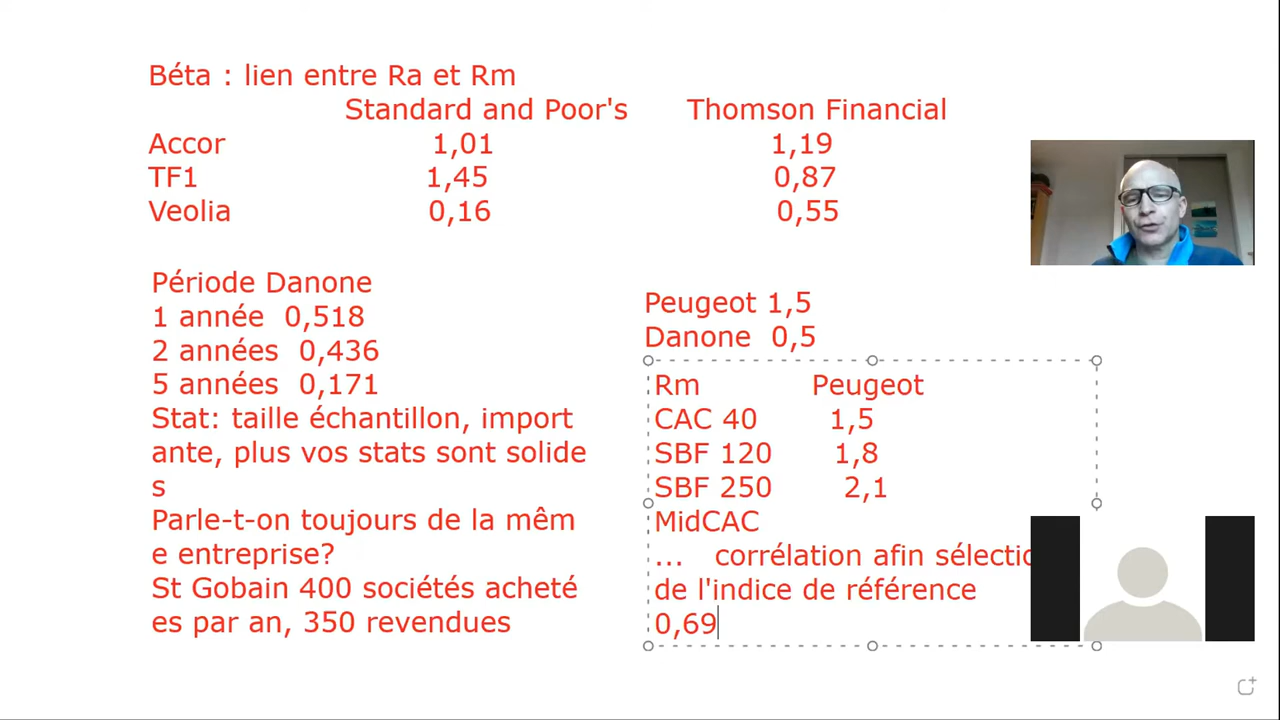 Béta : lien entre Ra et Rm
Standard and Poor's Thomson Financial
Accor 1,01 1,19
TF1 1,45 0,87
Veolia 0,16 0,55
Période Danone
1 année 0,518
2 années 0,436
5 années 0,171
Stat: taille échantillon, import
ante, plus vos stats sont solide
s
Parle-t-on toujours de la mêm
e entreprise?
St Gobain 400 sociétés acheté
es par an, 350 revendues
Peugeot 1,5
Danone 0,5
Rm Peugeot
CAC 40 1,5
SBF 120 1,8
SBF 250 2,1
MidCAC
... corrélation afin
de l'indice de référence
0,69